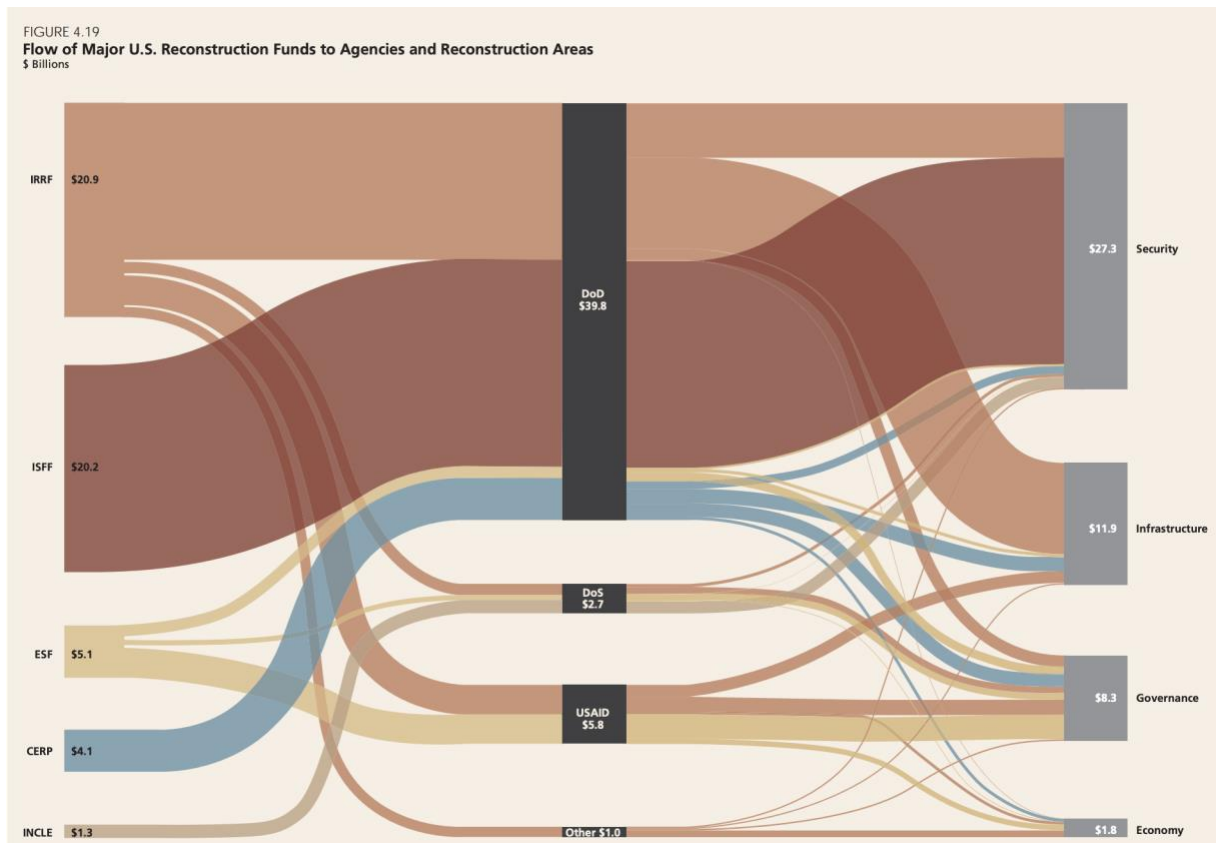 FIGURE 4.19
Flow of Major U.S. Reconstruction Funds to Agencies and Reconstruction Areas
$ Billions
IRRF $20.9
ISFF $20.2
ESF $5.1
CERP $4.1
INCLE $1.3
DoD
$39.8
DoS
$2.7
USAID
$5.8
Other $1.0
$27.3 Security
$11.9 Infrastructure
$8.3 Governance
$1.8 Economy